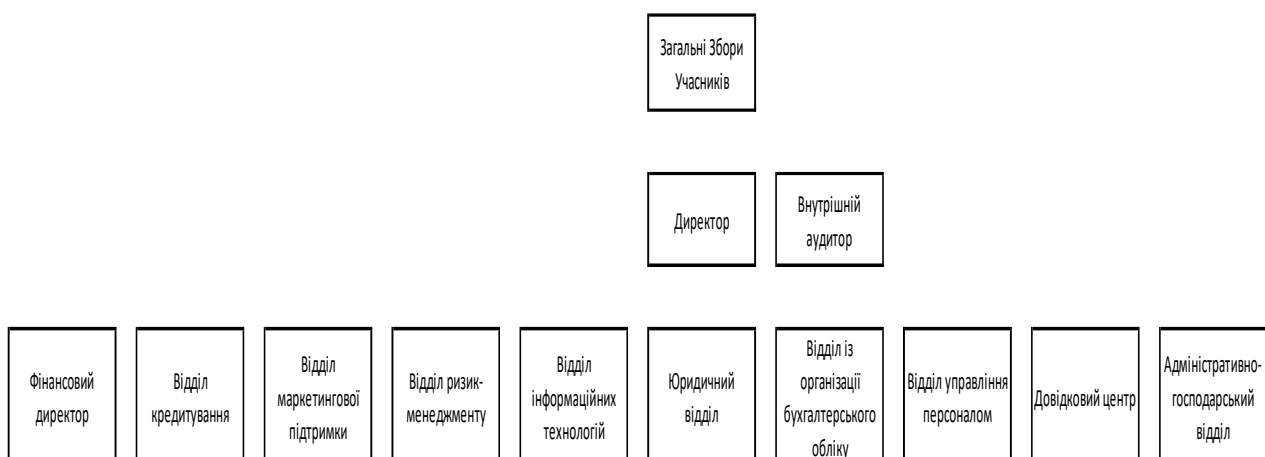 Загальні Збори
Учасників
Директор
Внутрішній
аудитор
Фінансовий
директор
Відділ
кредитування
Відділ
маркетингової
підтримки
Відділ ризик-
менеджменту
Відділ
інформаційних
технологій
Юридичний
відділ
Відділ із
організації
бухгалтерського
обліку
Відділ управління
персоналом
Довідковий центр
Адміністративно-
господарський
відділ